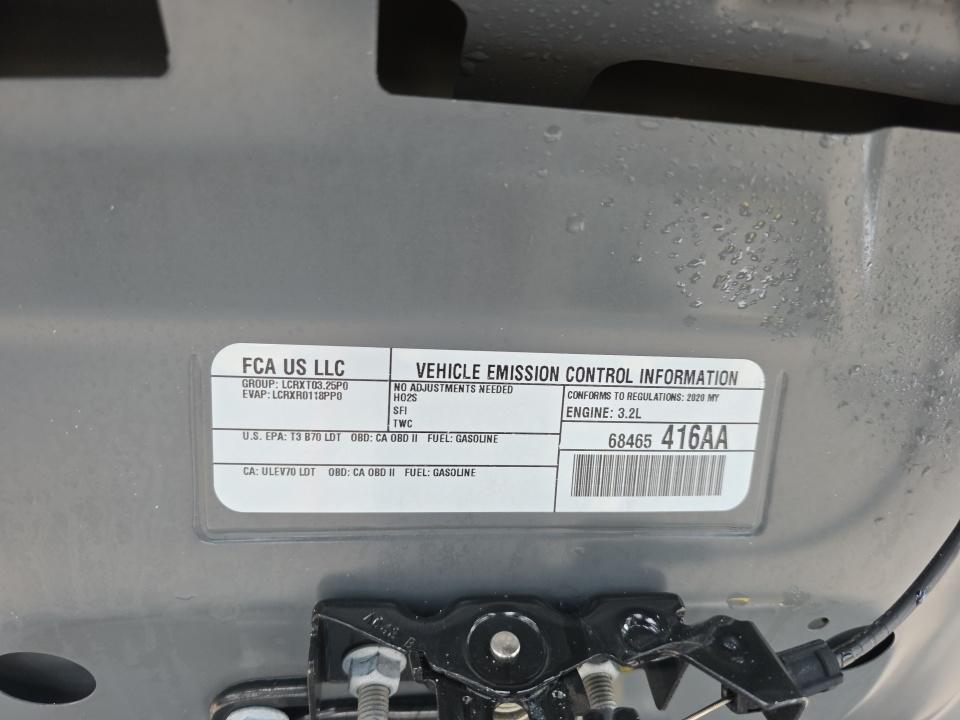 FCA US LLC
VEHICLE EMISSION CONTROL INFORMATION
GROUP: LCRXT03.25P0
EVAP: LCRXR0118PP0
NO ADJUSTMENTS NEEDED
HO2S
SFI
TWC
CONFORMS TO REGULATIONS: 2020 MY
ENGINE: 3.2L
68465 416AA
U.S. EPA: T3 B70 LDT OBD: CA OBD II FUEL: GASOLINE
CA: ULEV70 LDT OBD: CA OBD II FUEL: GASOLINE